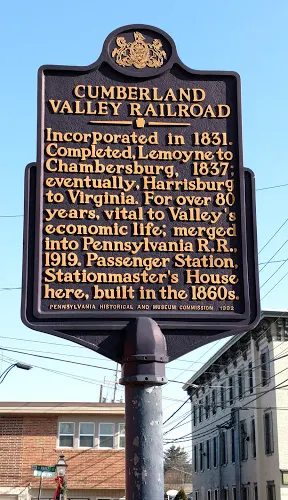 CUMBERLAND
VALLEY RAILROAD
Incorporated in 1831.
Completed, Lemoyne to
Chambersburg, 1837;
eventually, Harrisburg
to Virginia. For over 80
years, vital to Valley's
economic life; merged
into Pennsylvania R.R.,
1919. Passenger Station,
Stationmaster's House
here, built in the 1860s.
PENNSYLVANIA HISTORICAL AND MUSEUM COMMISSION 1992